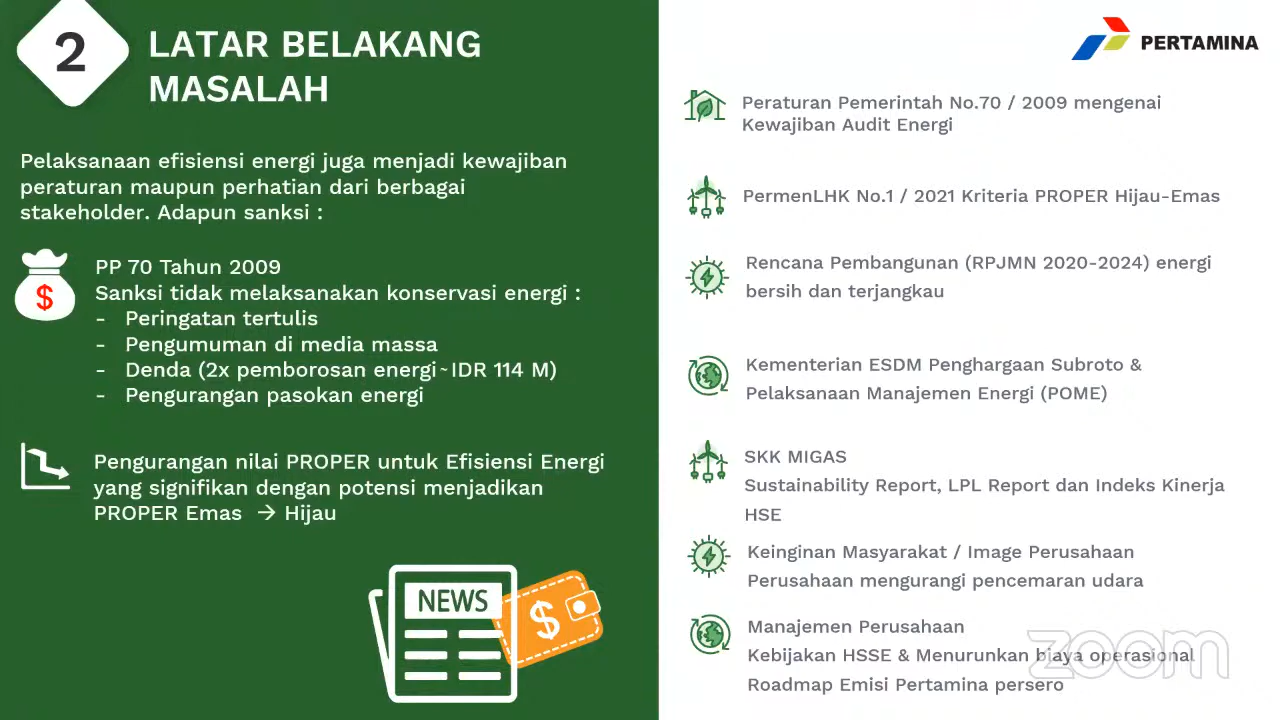 2
LATAR BELAKANG
MASALAH
Pelaksanaan efisiensi energi juga menjadi kewajiban
peraturan maupun perhatian dari berbagai
stakeholder. Adapun sanksi :
$
PP 70 Tahun 2009
Sanksi tidak melaksanakan konservasi energi :
- Peringatan tertulis
- Pengumuman di media massa
- Denda (2x pemborosan energi~IDR 114 M)
- Pengurangan pasokan energi
Pengurangan nilai PROPER untuk Efisiensi Energi
yang signifikan dengan potensi menjadikan
PROPER Emas → Hijau
NEWS
$
PERTAMINA
Peraturan Pemerintah No.70 / 2009 mengenai
Kewajiban Audit Energi
PermenLHK No.1 / 2021 Kriteria PROPER Hijau-Emas
Rencana Pembangunan (RPJMN 2020-2024) energi
bersih dan terjangkau
Kementerian ESDM Penghargaan Subroto &
Pelaksanaan Manajemen Energi (POME)
SKK MIGAS
Sustainability Report, LPL Report dan Indeks Kinerja
HSE
Keinginan Masyarakat / Image Perusahaan
Perusahaan mengurangi pencemaran udara
Manajemen Perusahaan
Kebijakan HSSE & Menurunkan biaya operasional
Roadmap Emisi Pertamina persero
zoom